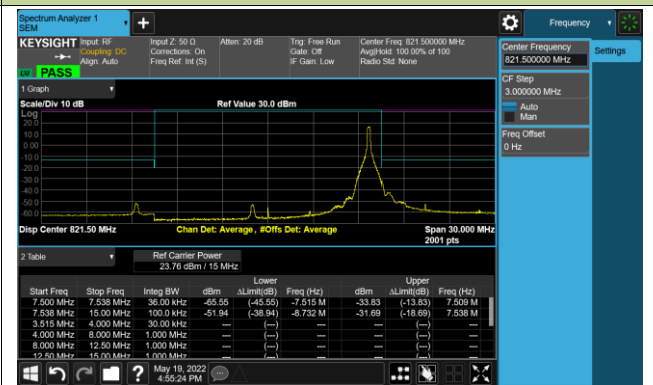 Spectrum Analyzer 1
SEM
Frequency
KEYSIGHT Input: RF Input Z: 50 Ω Atten: 20 dB Trig: Free Run Center Freq: 821.500000 MHz
Coupling: DC Corrections: On Gate: Off Avg|Hold: 100.00% of 100
Align: Auto Freq Ref: Int (S) IF Gain: Low Radio Std: None
PASS
Center Frequency
821.500000 MHz
Settings
CF Step
3.000000 MHz
Auto
Man
Freq Offset
0 Hz
1 Graph
Scale/Div 10 dB Ref Value 30.0 dBm
Log
20.0
10.0
0.00
-10.0
-20.0
-30.0
-40.0
-50.0
-60.0
Disp Center 821.50 MHz Chan Det: Average , #Offs Det: Average Span 30.000 MHz
2001 pts
2 Table Ref Carrier Power
23.76 dBm / 15 MHz
Lower Upper
Start Freq Stop Freq Integ BW dBm ΔLimit(dB) Freq (Hz) dBm ΔLimit(dB) Freq (Hz)
7.500 MHz 7.538 MHz 36.00 kHz -65.55 (-45.55) -7.515 M -33.83 (-13.83) 7.509 M
7.538 MHz 15.00 MHz 100.0 kHz -51.94 (-38.94) -8.732 M -31.69 (-18.69) 7.538 M
3.515 MHz 4.000 MHz 30.00 kHz --- (---) --- --- (---) ---
4.000 MHz 8.000 MHz 1.000 MHz --- (---) --- --- (---) ---
8.000 MHz 12.50 MHz 1.000 MHz --- (---) --- --- (---) ---
12.50 MHz 15.00 MHz 1.000 MHz --- (---) --- --- (---) ---
May 19, 2022
4:55:24 PM